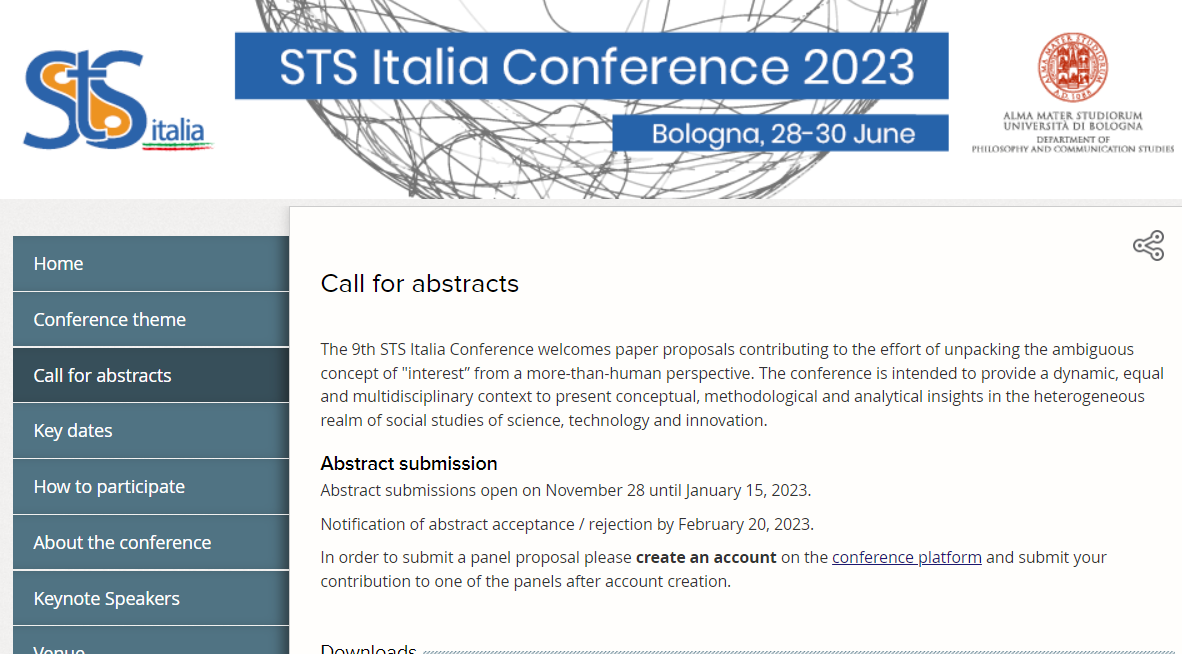 STS italia
STS Italia Conference 2023
Bologna, 28-30 June
ALMA MATER STUDIORUM
A.D. 1088
ALMA MATER STUDIORUM
UNIVERSITÀ DI BOLOGNA
DEPARTMENT OF
PHILOSOPHY AND COMMUNICATION STUDIES
Home
Conference theme
Call for abstracts
Key dates
How to participate
About the conference
Keynote Speakers
Venue
Call for abstracts
The 9th STS Italia Conference welcomes paper proposals contributing to the effort of unpacking the ambiguous
concept of "interest” from a more-than-human perspective. The conference is intended to provide a dynamic, equal
and multidisciplinary context to present conceptual, methodological and analytical insights in the heterogeneous
realm of social studies of science, technology and innovation.
Abstract submission
Abstract submissions open on November 28 until January 15, 2023.
Notification of abstract acceptance / rejection by February 20, 2023.
In order to submit a panel proposal please create an account on the conference platform and submit your
contribution to one of the panels after account creation.
Downloads